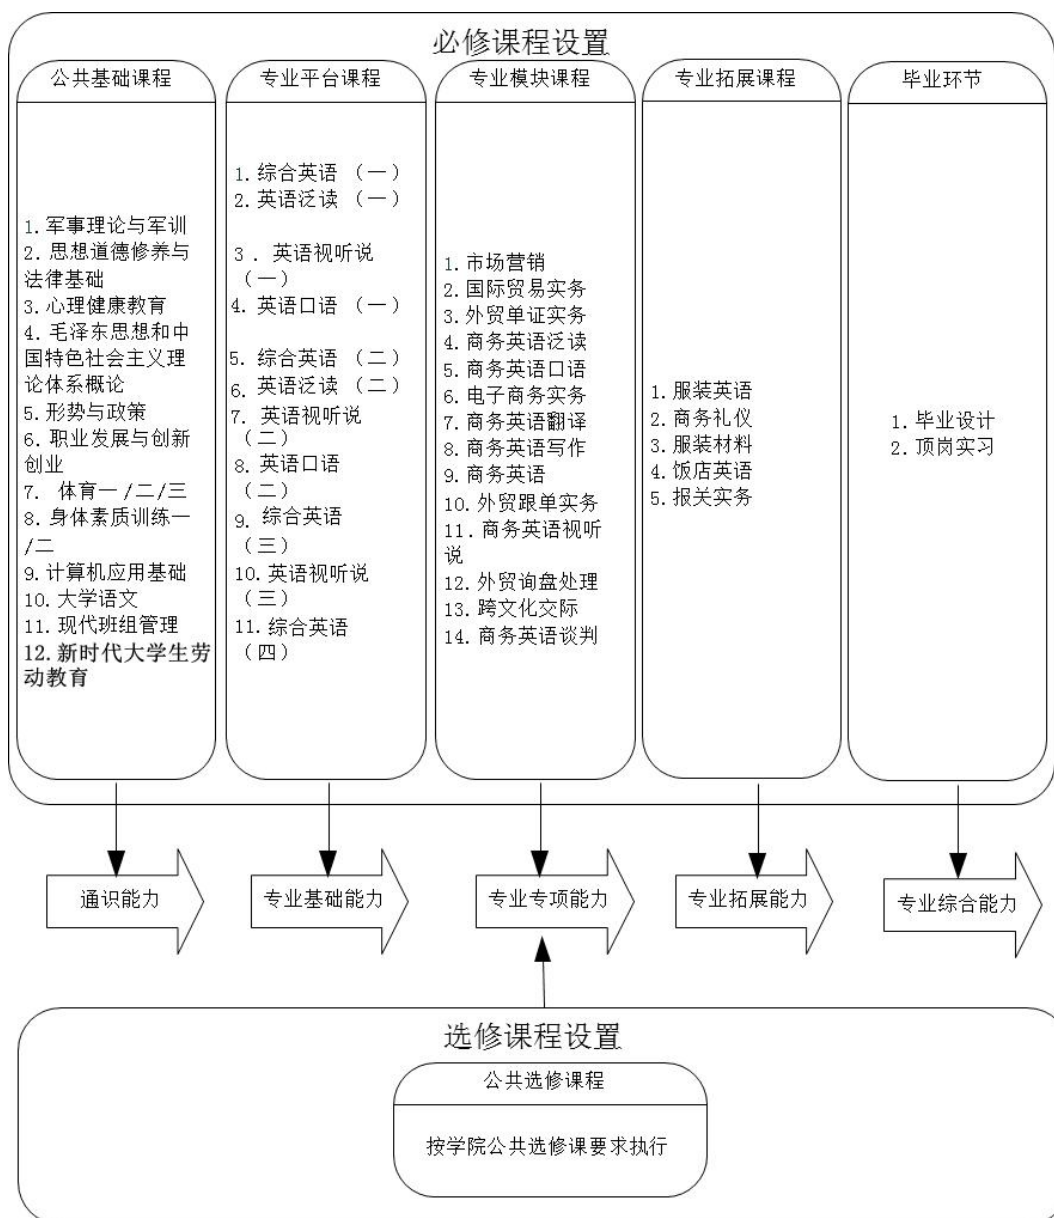 必修课程设置
公共基础课程
1. 军事理论与军训
2. 思想道德修养与
法律基础
3. 心理健康教育
4. 毛泽东思想和中
国特色社会主义理
论体系概论
5. 形势与政策
6. 职业发展与创新
创业
7. 体育一 /二/三
8. 身体素质训练一
/二
9. 计算机应用基础
10. 大学语文
11. 现代班组管理
12. 新时代大学生劳
动教育
专业平台课程
1. 综合英语 （一）
2. 英语泛读 （一）
3 . 英语视听说
（一）
4. 英语口语 （一）
5. 综合英语 （二）
6. 英语泛读 （二）
7. 英语视听说
（二）
8. 英语口语
（二）
9. 综合英语
（三）
10. 英语视听说
（三）
11. 综合英语
（四）
专业模块课程
1. 市场营销
2. 国际贸易实务
3. 外贸单证实务
4. 商务英语泛读
5. 商务英语口语
6. 电子商务实务
7. 商务英语翻译
8. 商务英语写作
9. 商务英语
10. 外贸跟单实务
11. 商务英语视听
说
12. 外贸询盘处理
13. 跨文化交际
14. 商务英语谈判
专业拓展课程
1. 服装英语
2. 商务礼仪
3. 服装材料
4. 饭店英语
5. 报关实务
毕业环节
1. 毕业设计
2. 顶岗实习
通识能力
专业基础能力
专业专项能力
专业拓展能力
专业综合能力
选修课程设置
公共选修课程
按学院公共选修课要求执行